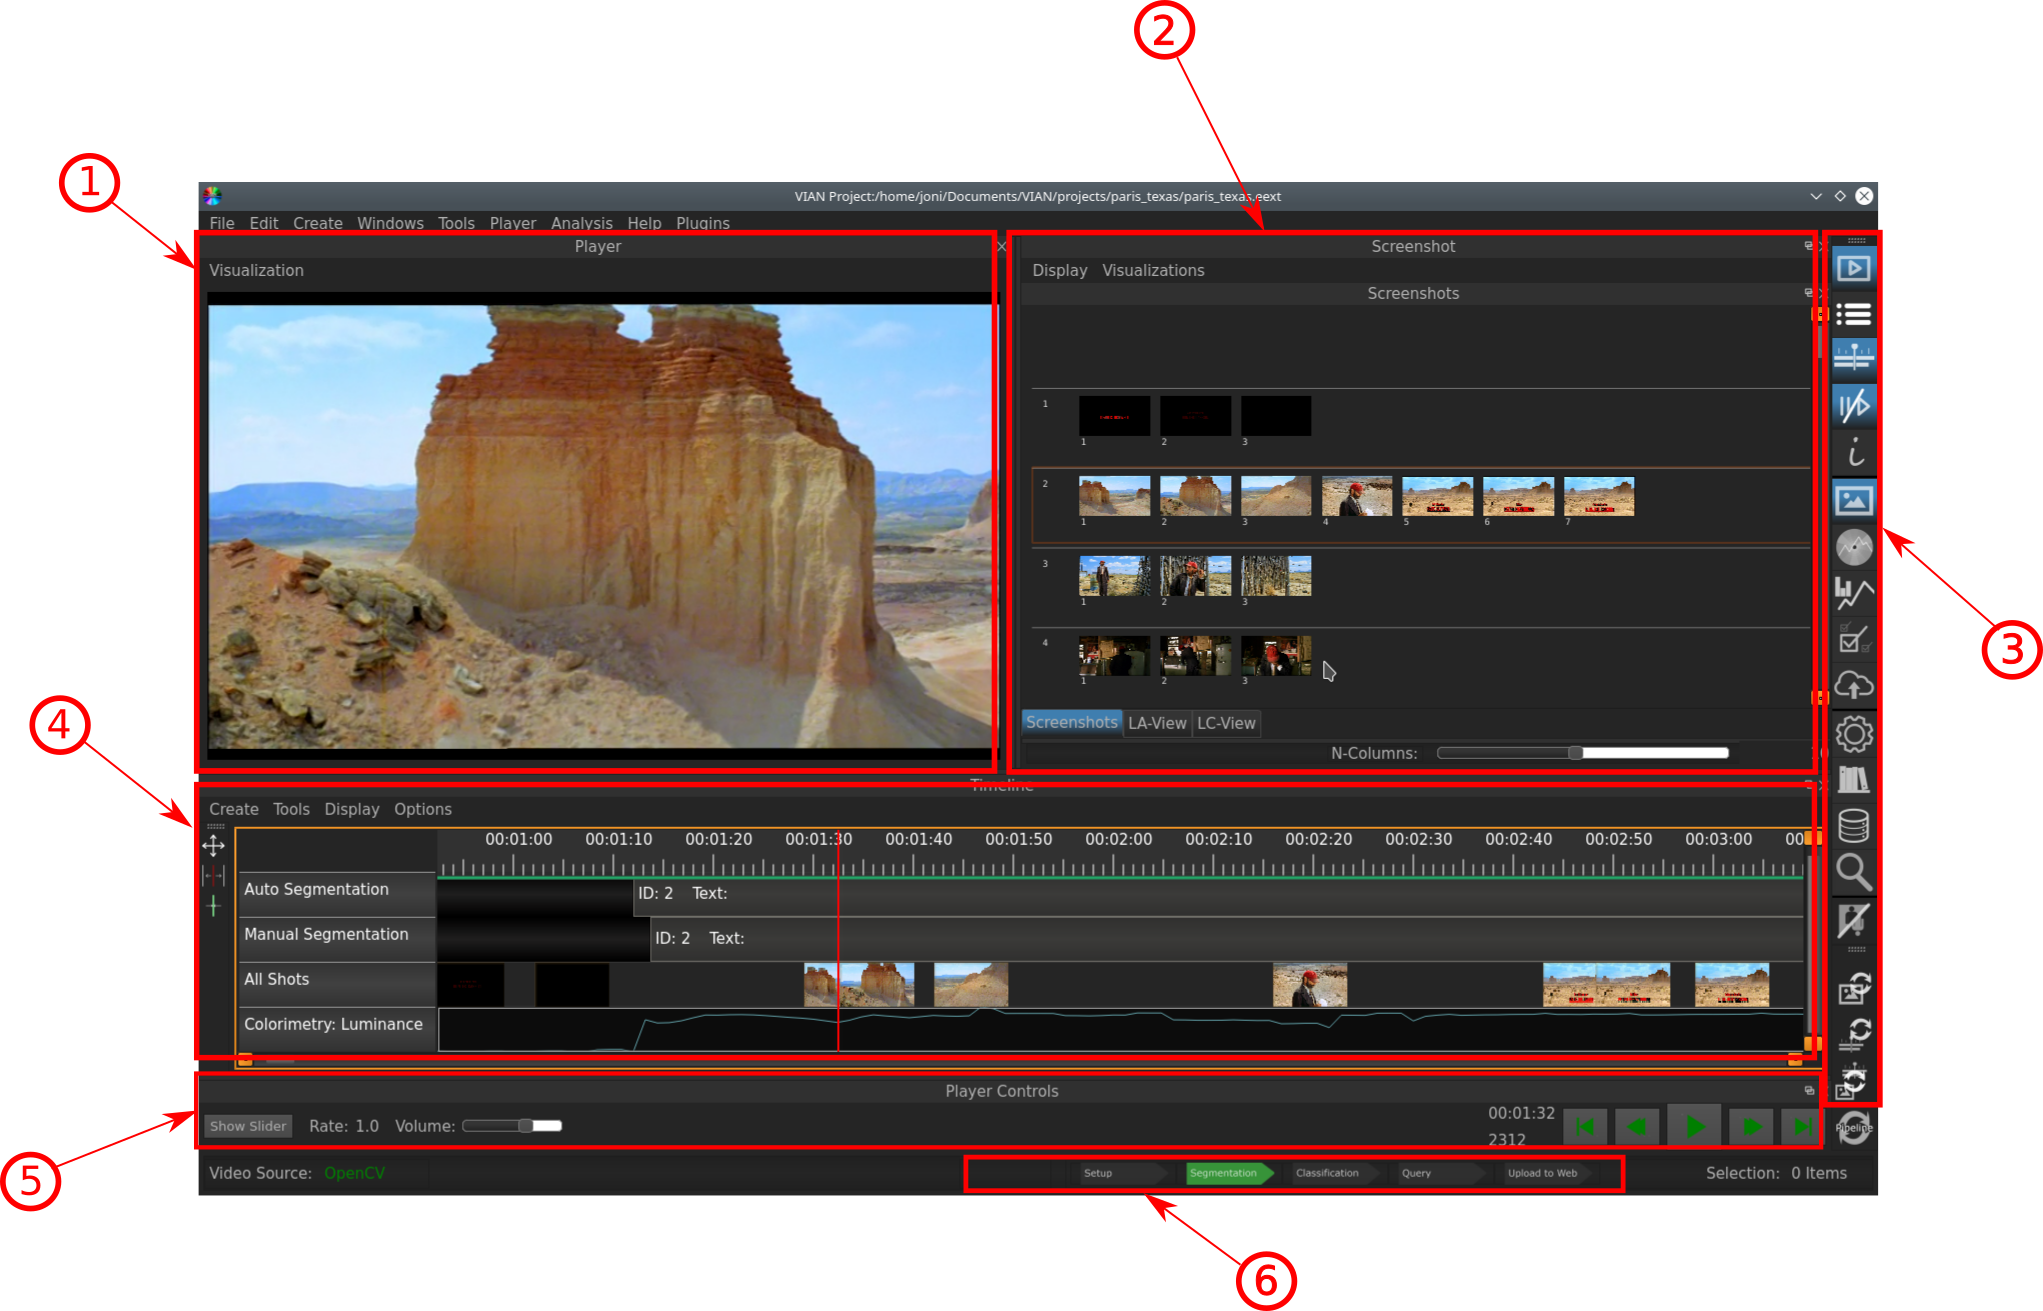 2
1
VIAN Project:/home/joni/Documents/VIAN/projects/paris_texas/paris_texas.eext
File Edit Create Windows Tools Player Analysis Help Plugins
Player
Screenshot
Visualization
Display Visualizations
Screenshots
1
1 2 3
2
1 2 3 4 5 6 7
3
1 2 3
3
4
1 2 3
4
Screenshots LA-View LC-View
N-Columns:
Timeline
Create Tools Display Options
00:01:00 00:01:10 00:01:20 00:01:30 00:01:40 00:01:50 00:02:00 00:02:10 00:02:20 00:02:30 00:02:40 00:02:50 00:03:00 00
Auto Segmentation ID: 2 Text:
Manual Segmentation ID: 2 Text:
All Shots
Colorimetry: Luminance
Player Controls
Show Slider Rate: 1.0 Volume:
00:01:32
2312
Pipeline
5
Video Source: OpenCV
Setup Segmentation Classification Query Upload to Web
Selection: 0 Items
6